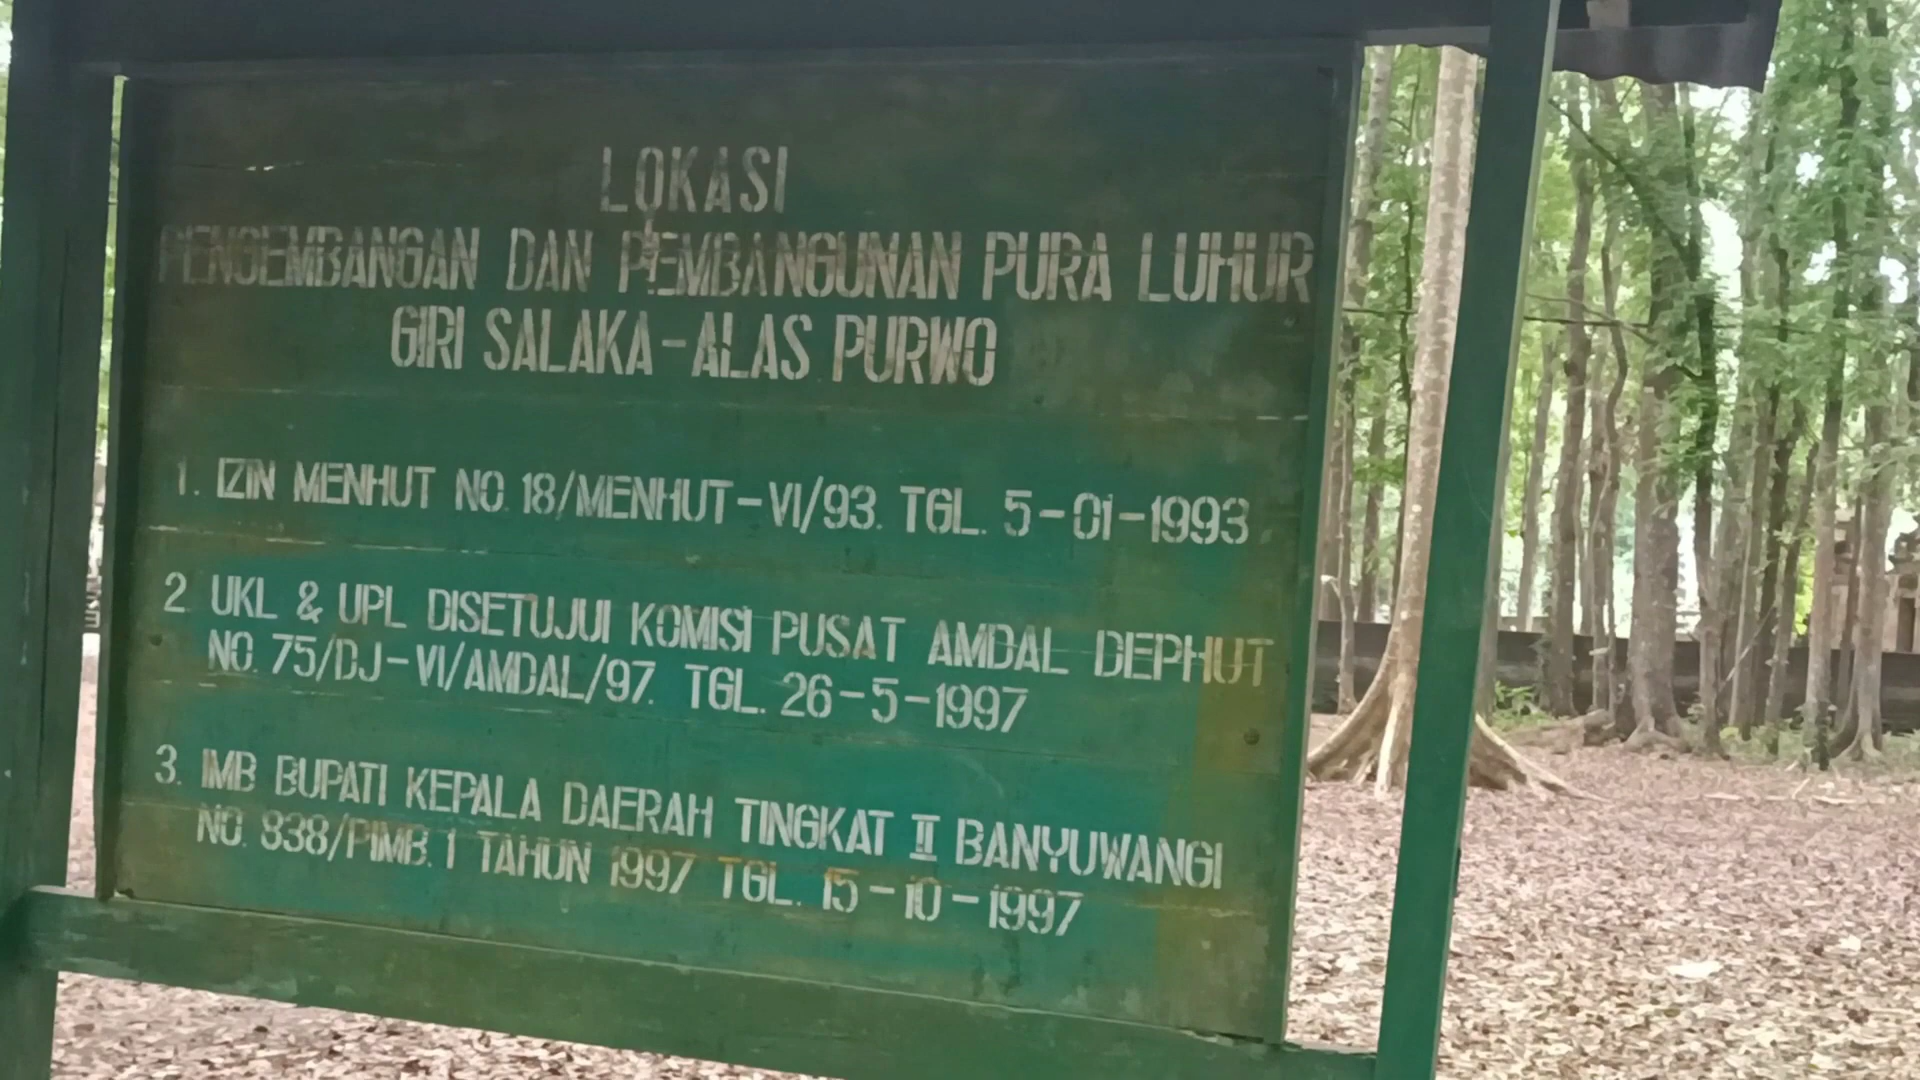 LOKASI
PENGEMBANGAN DAN PEMBANGUNAN PURA LUHUR
GIRI SALAKA-ALAS PURWO
1. IZIN MENHUT NO. 18/MENHUT-VI/93. TGL. 5-01-1993
2 UKL & UPL DISETUJUI KOMISI PUSAT AMDAL DEPHUT
NO. 75/DJ-VI/AMDAL/97. TGL. 26-5-1997
3. IMB BUPATI KEPALA DAERAH TINGKAT II BANYUWANGI
NO. 938/PIMB. 1 TAHUN 1997 TGL. 15-10-1997